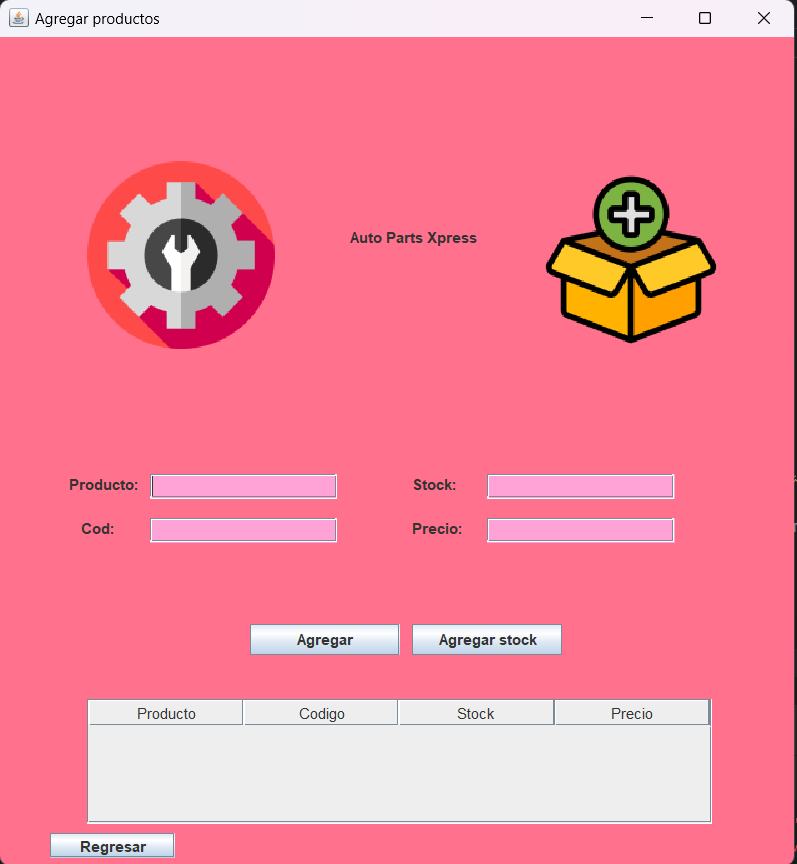 Agregar productos
Auto Parts Xpress
Producto: Stock:
Cod: Precio:
Agregar Agregar stock
Producto Codigo Stock Precio
Regresar